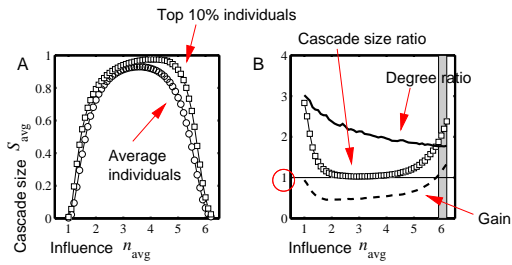 Top 10% individuals
Cascade size ratio
A
B
Degree ratio
Cascade size S_avg
1
0.8
0.6
0.4
0.2
0
4
3
2
1
0
Average
individuals
Gain
1 2 3 4 5 6
1 2 3 4 5 6
Influence n_avg
Influence n_avg